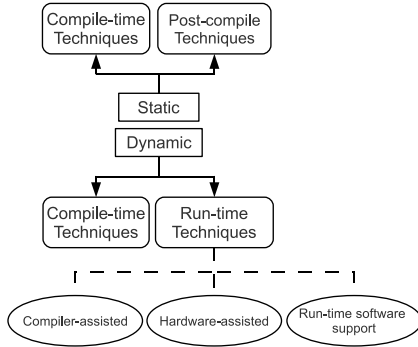 Compile-time
Techniques
Post-compile
Techniques
Static
Dynamic
Compile-time
Techniques
Run-time
Techniques
Compiler-assisted
Hardware-assisted
Run-time software
support